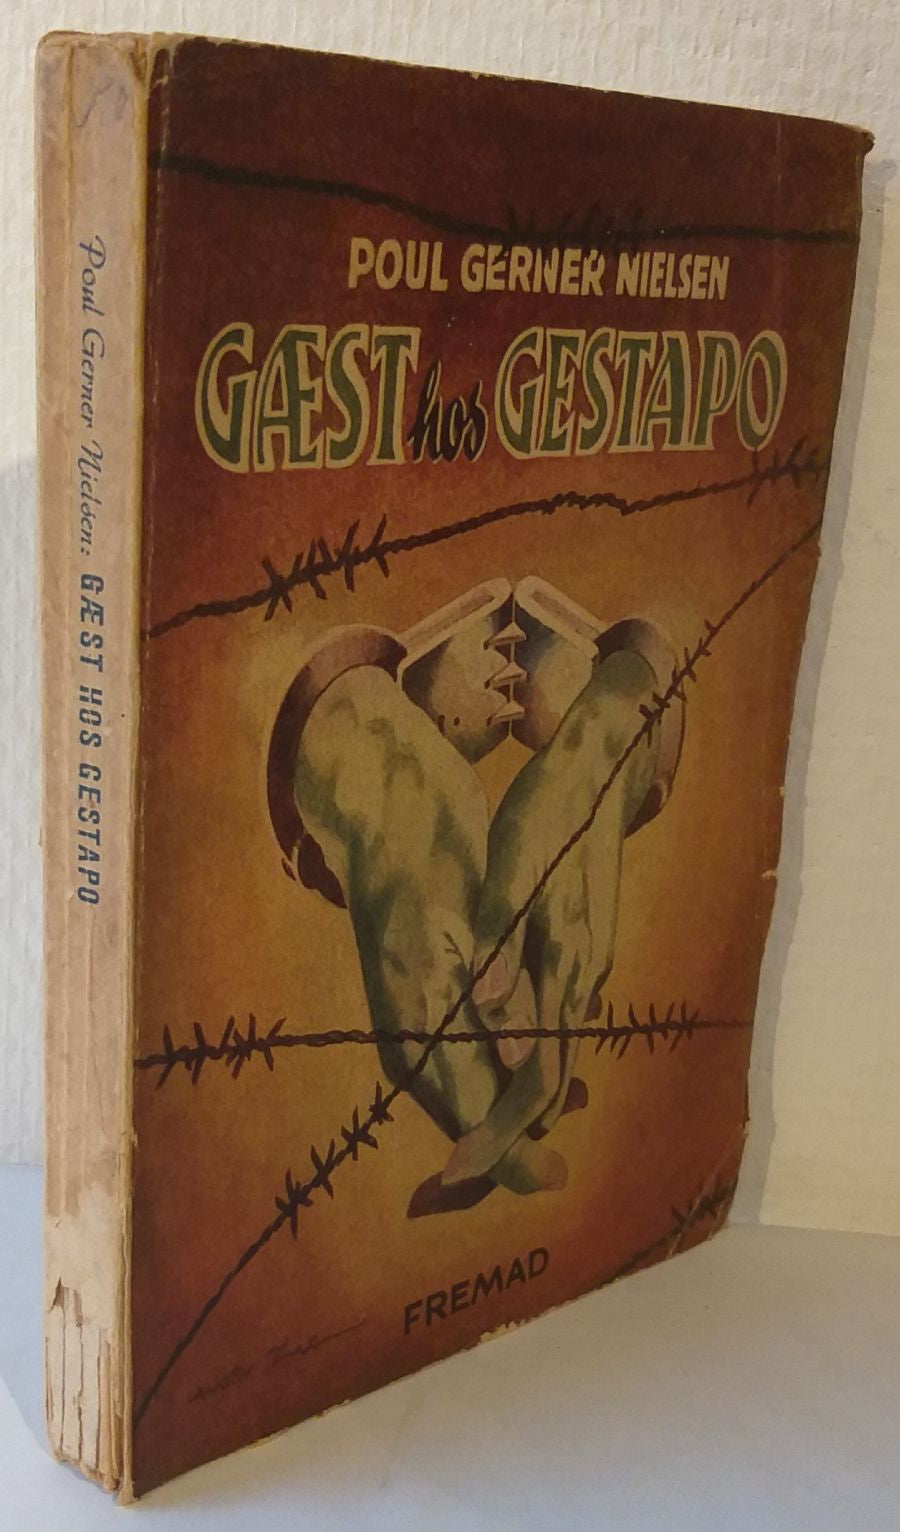 POUL GERNER NIELSEN
GÆST hos GESTAPO
FREMAD
Poul Gerner Nielsen: GÆST HOS GESTAPO